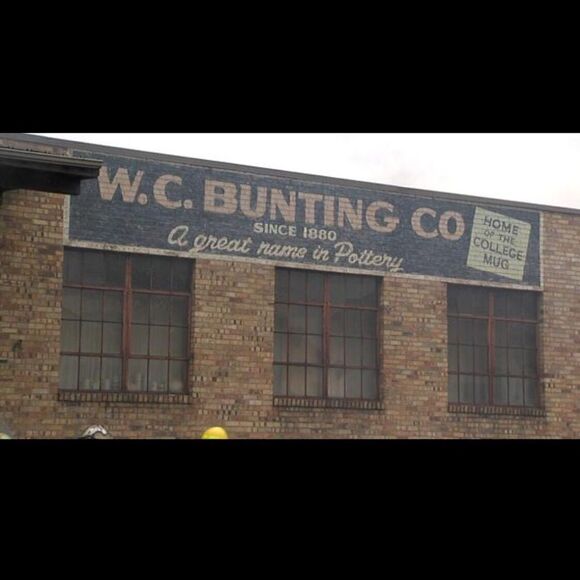 W.C. BUNTING CO
SINCE 1880
A great name in Pottery
HOME
OF THE
COLLEGE
MUG